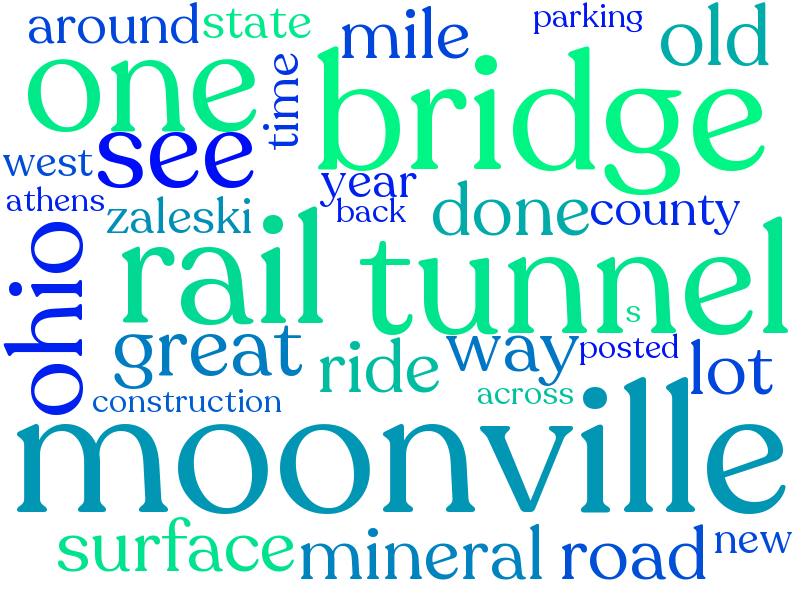 around state mile parking old
one time bridge
see
west year
athens zaleski back done county
ohio rail tunnel
s
great ride way posted lot
construction across
moonville
surface mineral road new